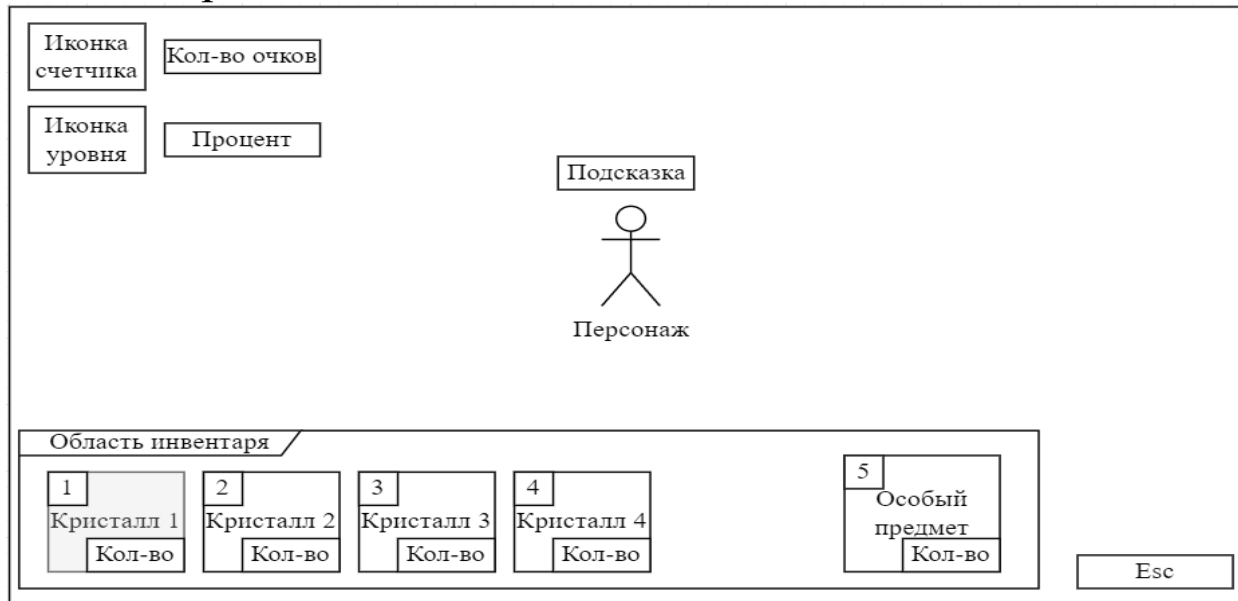 Иконка
счетчика
Кол-во очков
Иконка
уровня
Процент
Подсказка
Персонаж
Область инвентаря
1
Кристалл 1
Кол-во
2
Кристалл 2
Кол-во
3
Кристалл 3
Кол-во
4
Кристалл 4
Кол-во
5
Особый
предмет
Кол-во
Esc